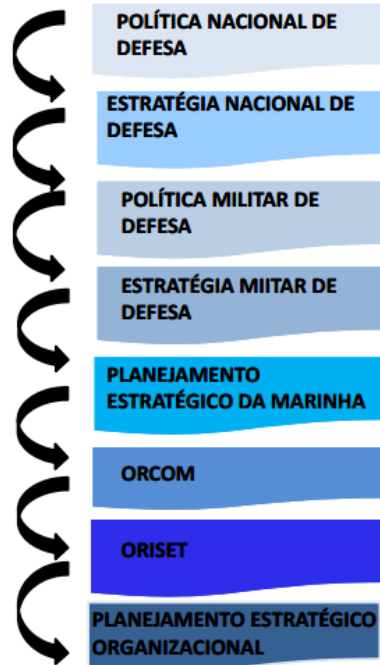 POLÍTICA NACIONAL DE
DEFESA
ESTRATÉGIA NACIONAL DE
DEFESA
POLÍTICA MILITAR DE
DEFESA
ESTRATÉGIA MIITAR DE
DEFESA
PLANEJAMENTO
ESTRATÉGICO DA MARINHA
ORCOM
ORISET
PLANEJAMENTO ESTRATÉGICO
ORGANIZACIONAL